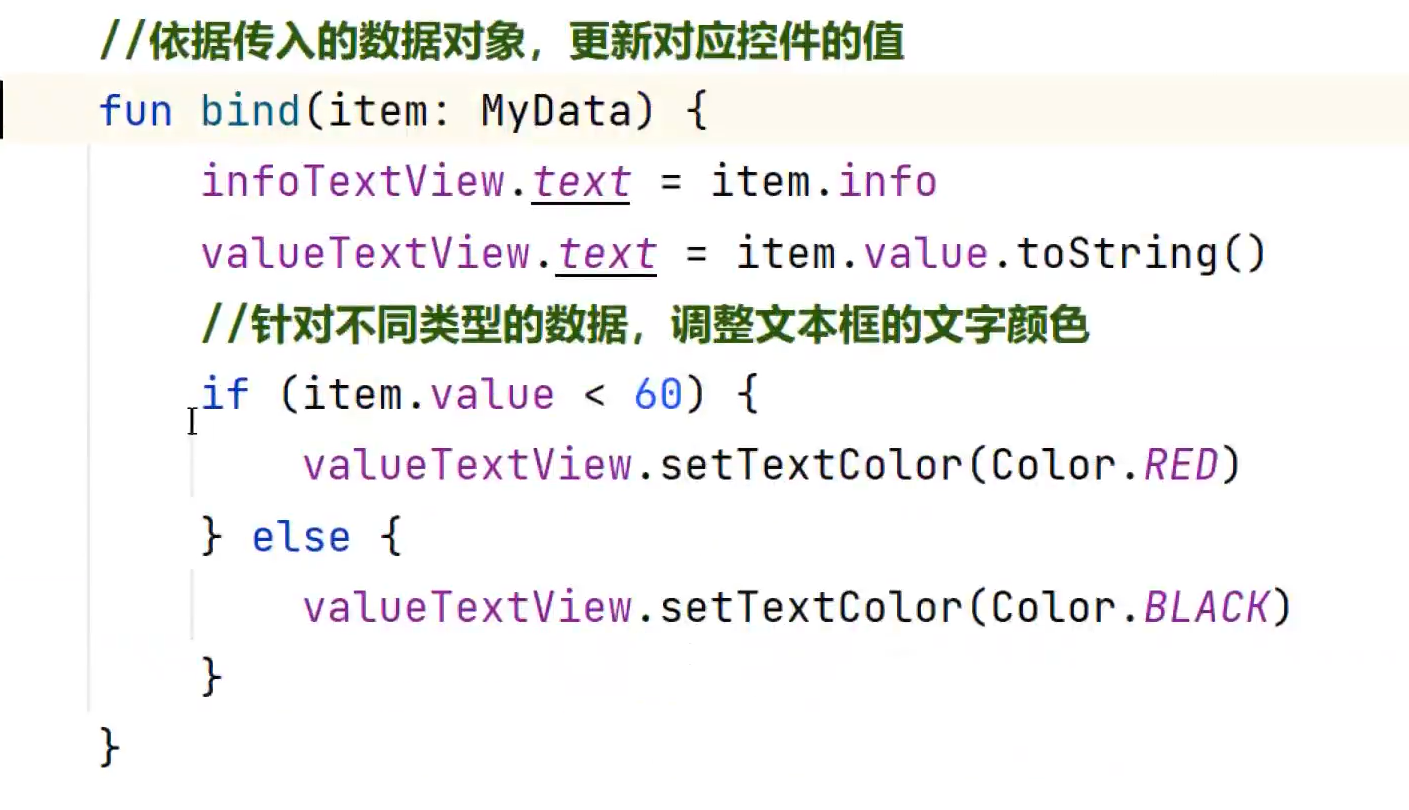 //依据传入的数据对象，更新对应控件的值
fun bind(item: MyData) {
    infoTextView.text = item.info
    valueTextView.text = item.value.toString()
    //针对不同类型的数据，调整文本框的文字颜色
    if (item.value < 60) {
        valueTextView.setTextColor(Color.RED)
    } else {
        valueTextView.setTextColor(Color.BLACK)
    }
}